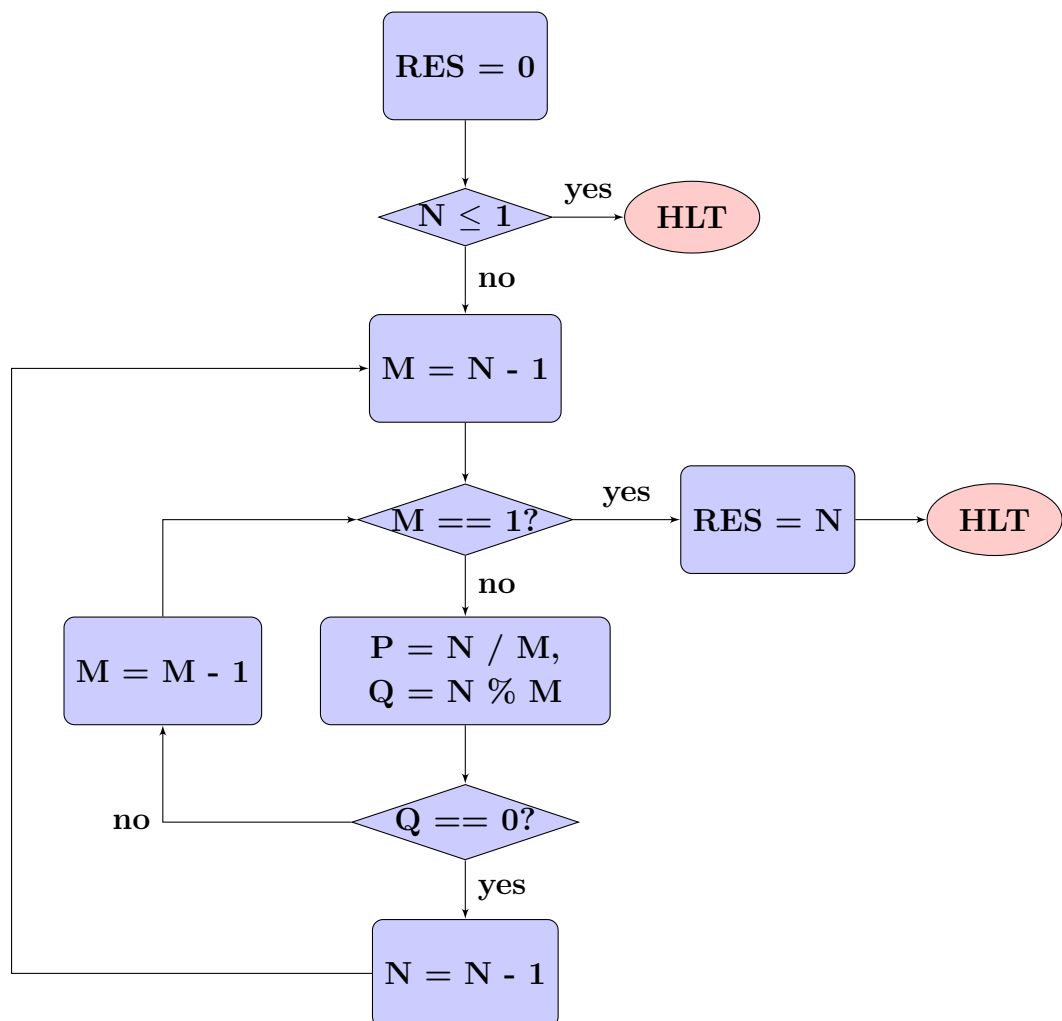 RES = 0
N ≤ 1
yes
HLT
no
M = N - 1
M == 1?
yes
RES = N
HLT
no
M = M - 1
P = N / M,
Q = N % M
no
Q == 0?
yes
N = N - 1